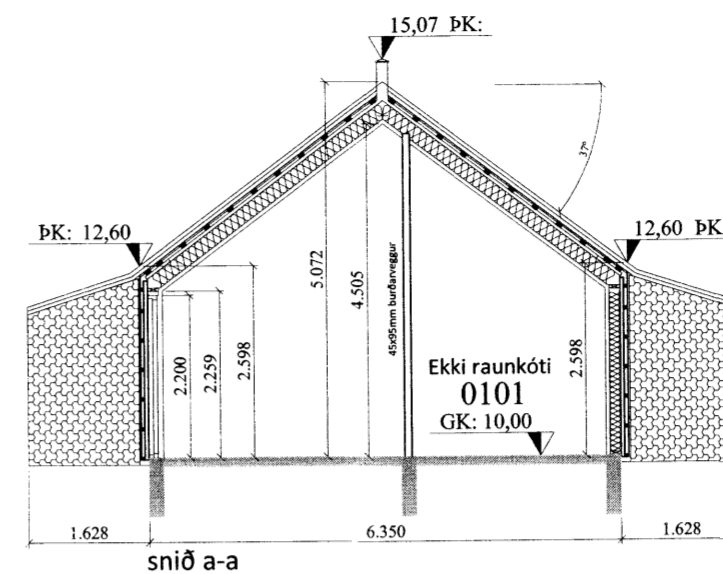 15,07 ÞK:
37°
ÞK: 12,60
12,60 ÞK
5.072
4.505
45x95mm burðarveggur
2.200
2.259
2.598
2.598
Ekki raunkóti
0101
GK: 10,00
1.628
6.350
1.628
snið a-a